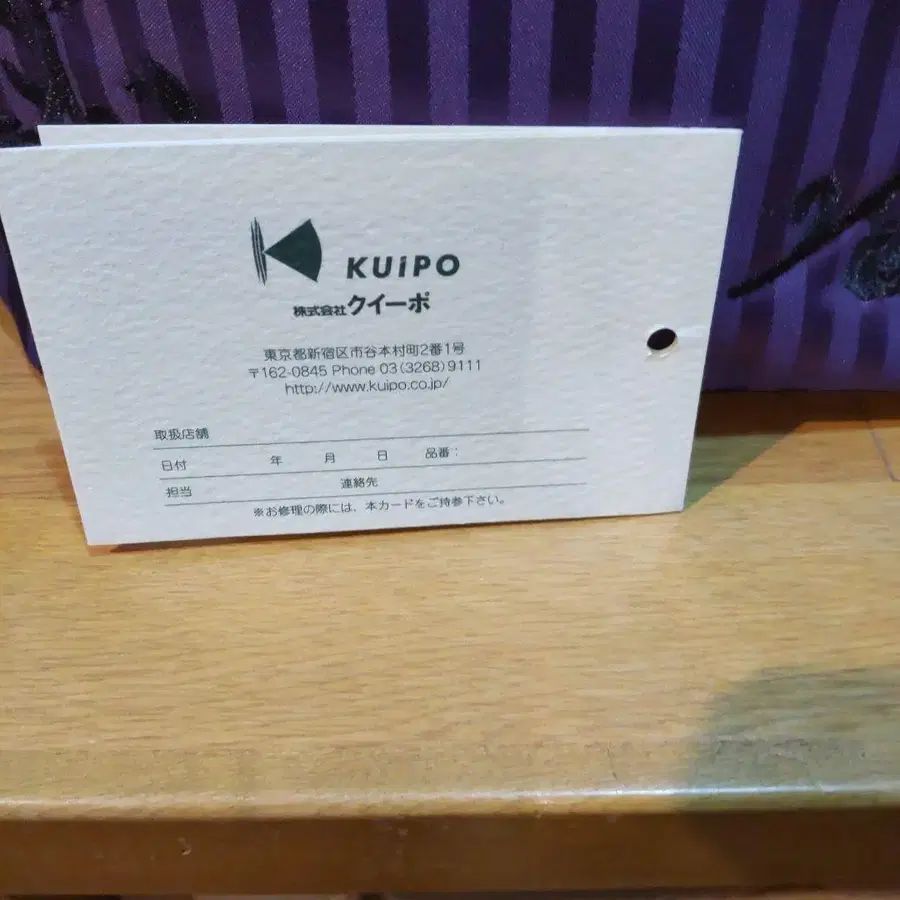 KUiPO
株式会社クイーポ
東京都新宿区市谷本村町2番1号
〒162-0845 Phone 03(3268)9111
http://www.kuipo.co.jp/
取扱店舗
日付 年 月 日 品番：
担当 連絡先
※お修理の際には、本カードをご持参下さい。